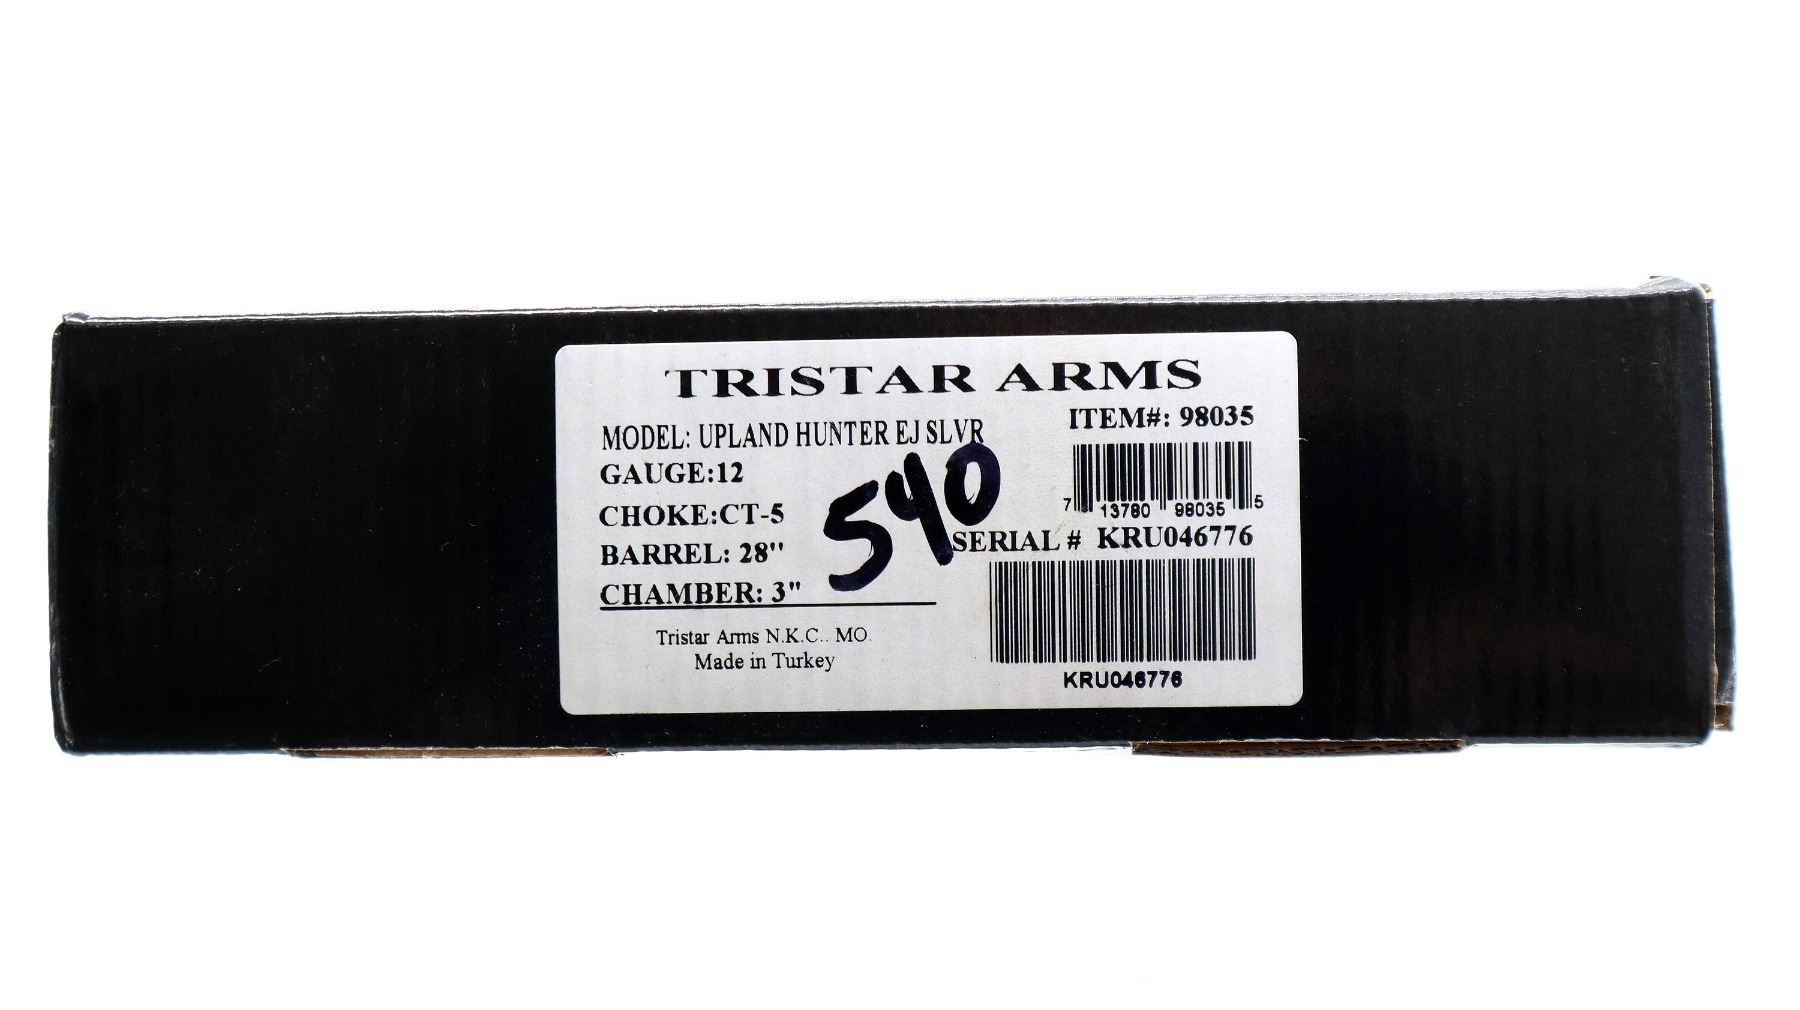 TRISTAR ARMS
MODEL: UPLAND HUNTER EJ SLVR
GAUGE:12
CHOKE:CT-5
BARREL: 28"
CHAMBER: 3"
Tristar Arms N.K.C.. MO.
Made in Turkey
540
ITEM#: 98035
7 13780 98035 5
SERIAL # KRU046776
KRU046776